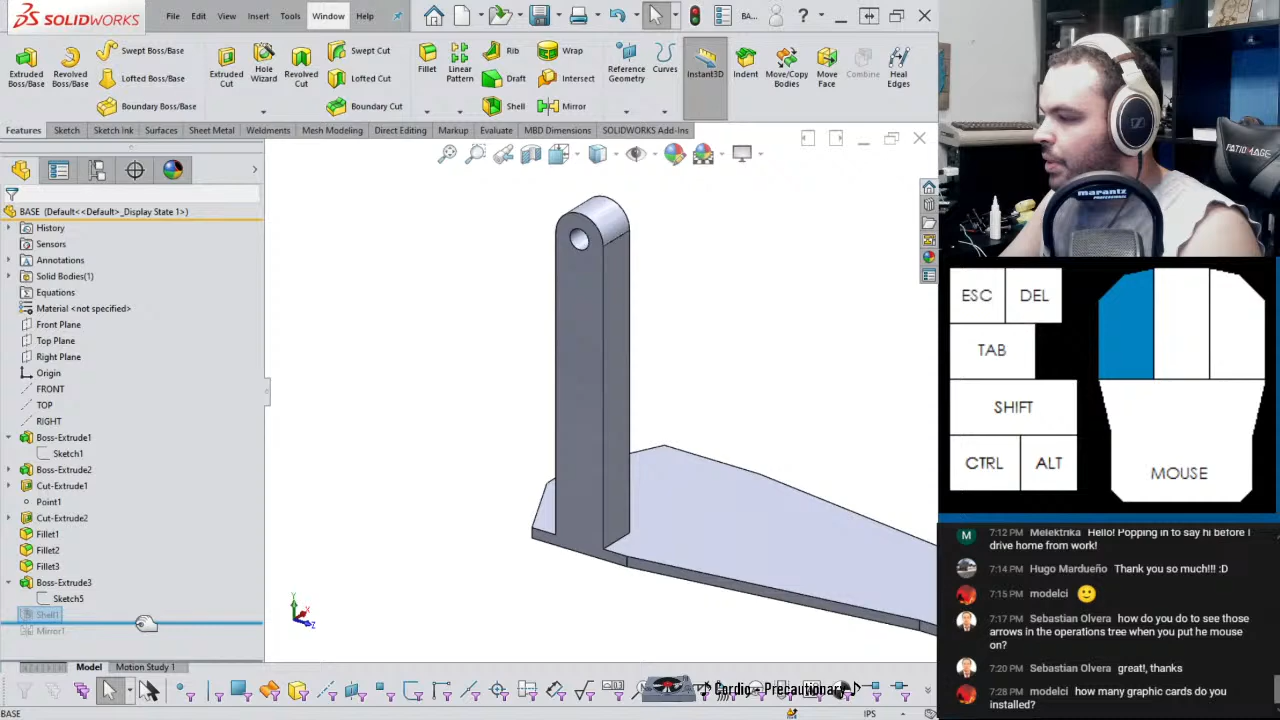 SOLIDWORKS File Edit View Insert Tools Window Help BA...
Extruded Boss/Base
Revolved Boss/Base
Swept Boss/Base
Lofted Boss/Base
Boundary Boss/Base
Extruded Cut
Hole Wizard
Revolved Cut
Swept Cut
Lofted Cut
Boundary Cut
Fillet
Linear Pattern
Rib
Draft
Shell
Wrap
Intersect
Mirror
Reference Geometry
Curves
Instant3D
Indent
Move/Copy Bodies
Move Face
Combine
Heal Edges
Features Sketch Sketch Ink Surfaces Sheet Metal Weldments Mesh Modeling Direct Editing Markup Evaluate MBD Dimensions SOLIDWORKS Add-Ins
BASE (Default<<Default>_Display State 1>)
History
Sensors
Annotations
Solid Bodies(1)
Equations
Material <not specified>
Front Plane
Top Plane
Right Plane
Origin
FRONT
TOP
RIGHT
Boss-Extrude1
Sketch1
Boss-Extrude2
Cut-Extrude1
Point1
Cut-Extrude2
Fillet1
Fillet2
Fillet3
Boss-Extrude3
Sketch5
Shell1
Mirror1
Y
X
Z
Model Motion Study 1
♪ Cordig - Precautionary ♪
BASE
IPS
marantz
PROFESSIONAL
PATIOMAGE
ESC DEL
TAB
SHIFT
CTRL ALT
MOUSE
M 7:12 PM Melektrika Hello! Popping in to say hi before I
drive home from work!
7:14 PM Hugo Mardueño Thank you so much!!! :D
7:15 PM modelci 🙂
7:17 PM Sebastian Olvera how do you do to see those
arrows in the operations tree when you put he mouse
on?
7:20 PM Sebastian Olvera great!, thanks
7:28 PM modelci how many graphic cards do you
installed?